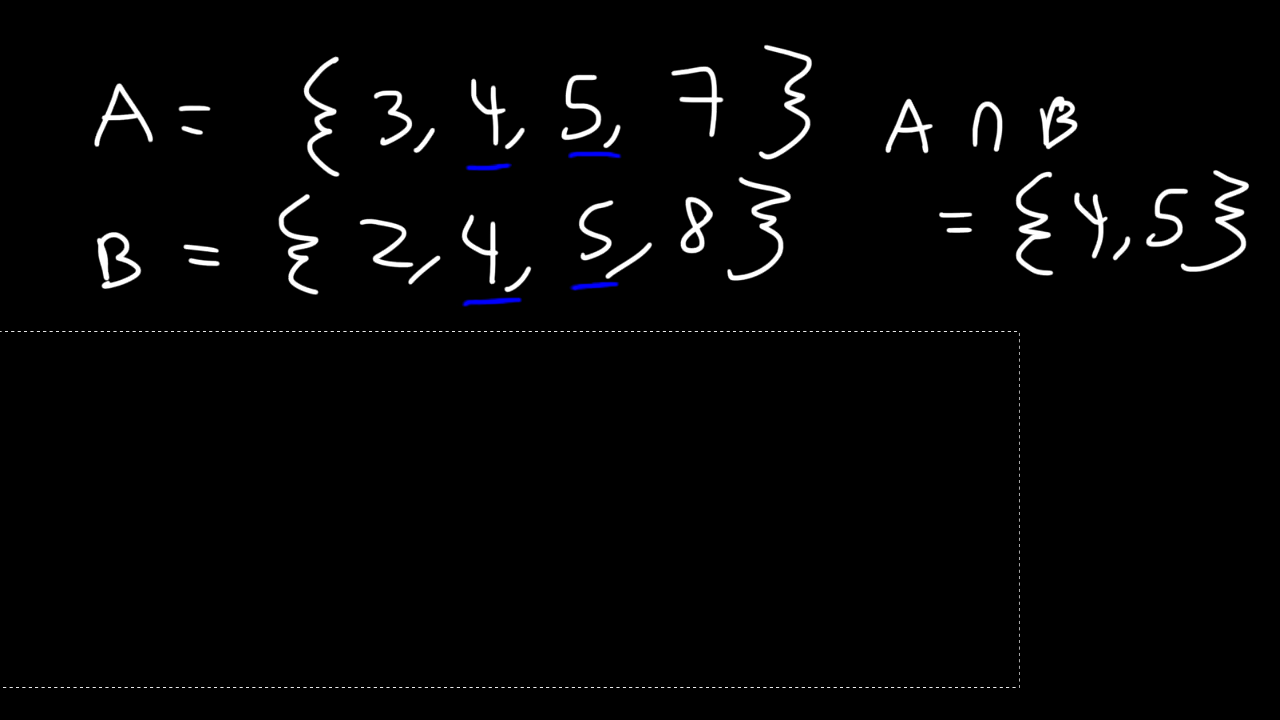 A = { 3, 4, 5, 7 }
A ∩ B
B = { 2, 4, 5, 8 }
= { 4, 5 }